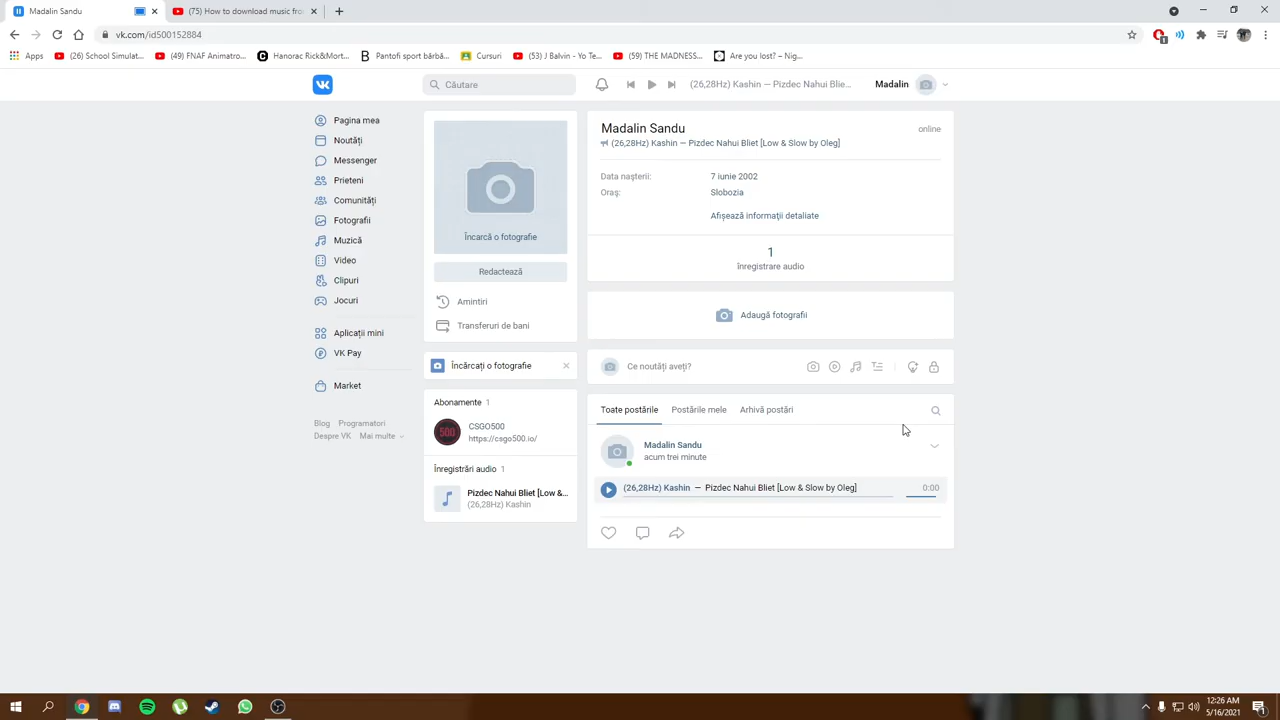 Madalin Sandu
(75) How to download music fro
vk.com/id500152884
Apps
(26) School Simulat...
(49) FNAF Animatro...
Hanorac Rick&Mort...
Pantofi sport bărbă...
Cursuri
(53) J Balvin - Yo Te...
(59) THE MADNESS...
Are you lost? – Nig...
Căutare
(26,28Hz) Kashin — Pizdec Nahui Blie...
Madalin
Pagina mea
Noutăți
Messenger
Prieteni
Comunități
Fotografii
Muzică
Video
Clipuri
Jocuri
Aplicații mini
VK Pay
Market
Blog Programatori
Despre VK Mai multe
Încarcă o fotografie
Redactează
Amintiri
Transferuri de bani
Încărcați o fotografie
Abonamente 1
500
CSGO500
https://csgo500.io/
Înregistrări audio 1
Pizdec Nahui Bliet [Low &...
(26,28Hz) Kashin
Madalin Sandu
online
(26,28Hz) Kashin — Pizdec Nahui Bliet [Low & Slow by Oleg]
Data naşterii: 7 iunie 2002
Oraş: Slobozia
Afișează informații detaliate
1
înregistrare audio
Adaugă fotografii
Ce noutăți aveți?
Toate postările Postările mele Arhivă postări
Madalin Sandu
acum trei minute
(26,28Hz) Kashin — Pizdec Nahui Bliet [Low & Slow by Oleg] 0:00
12:26 AM
5/16/2021